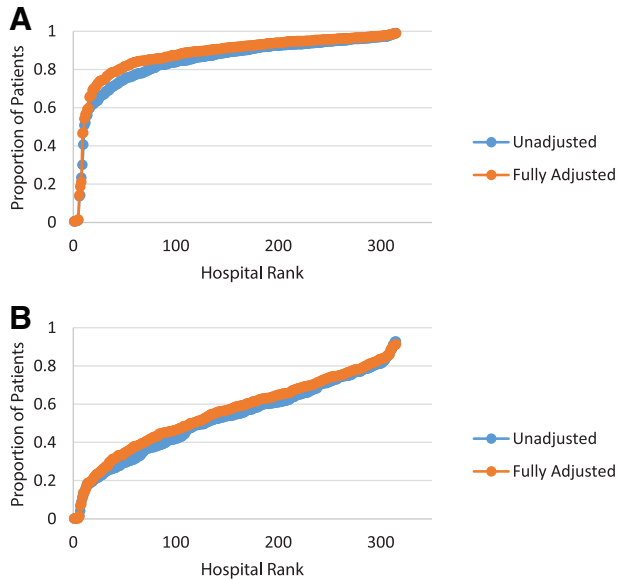 A
1
0.8
0.6
0.4
0.2
0
Proportion of Patients
0 100 200 300
Hospital Rank
Unadjusted
Fully Adjusted
B
1
0.8
0.6
0.4
0.2
0
Proportion of Patients
0 100 200 300
Hospital Rank
Unadjusted
Fully Adjusted